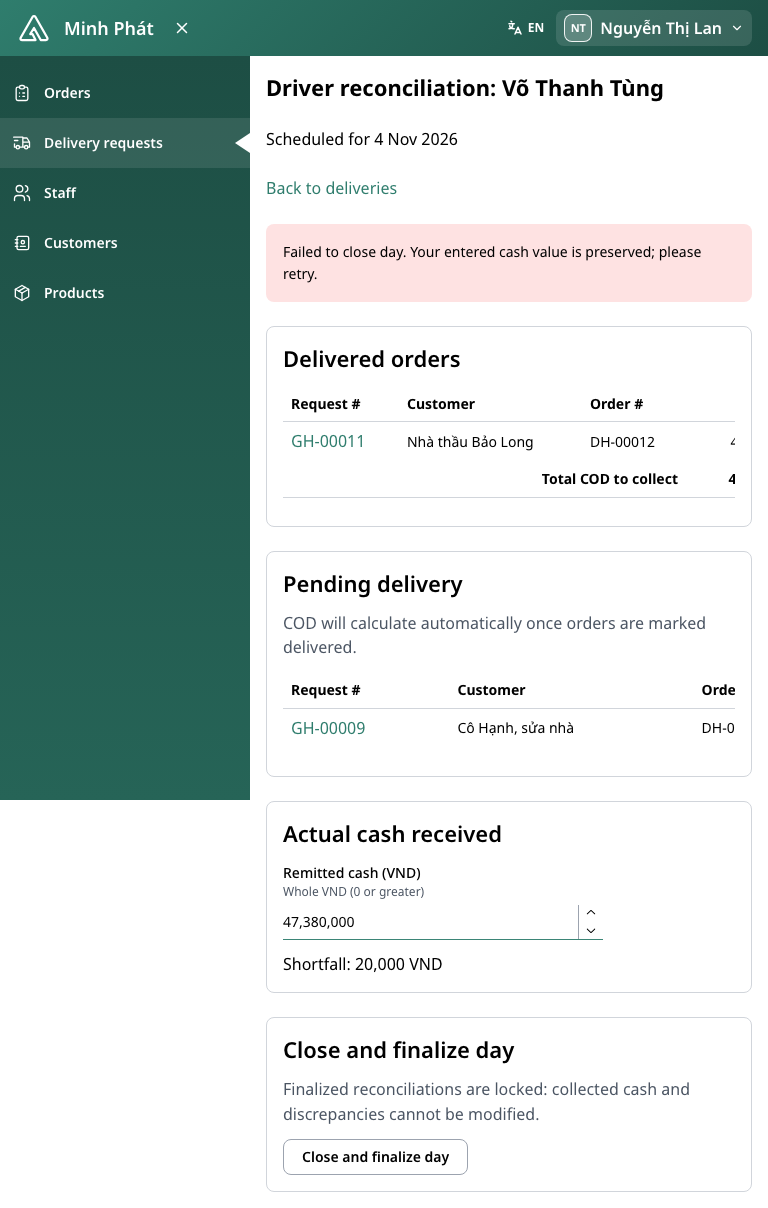 Minh Phát
EN
NT
Nguyễn Thị Lan
Orders
Delivery requests
Staff
Customers
Products
Driver reconciliation: Võ Thanh Tùng
Scheduled for 4 Nov 2026
Back to deliveries
Failed to close day. Your entered cash value is preserved; please
retry.
Delivered orders
Request # Customer Order #
GH-00011 Nhà thầu Bảo Long DH-00012
Total COD to collect 4
Pending delivery
COD will calculate automatically once orders are marked
delivered.
Request # Customer Orde
GH-00009 Cô Hạnh, sửa nhà DH-0
Actual cash received
Remitted cash (VND)
Whole VND (0 or greater)
47,380,000
Shortfall: 20,000 VND
Close and finalize day
Finalized reconciliations are locked: collected cash and
discrepancies cannot be modified.
Close and finalize day